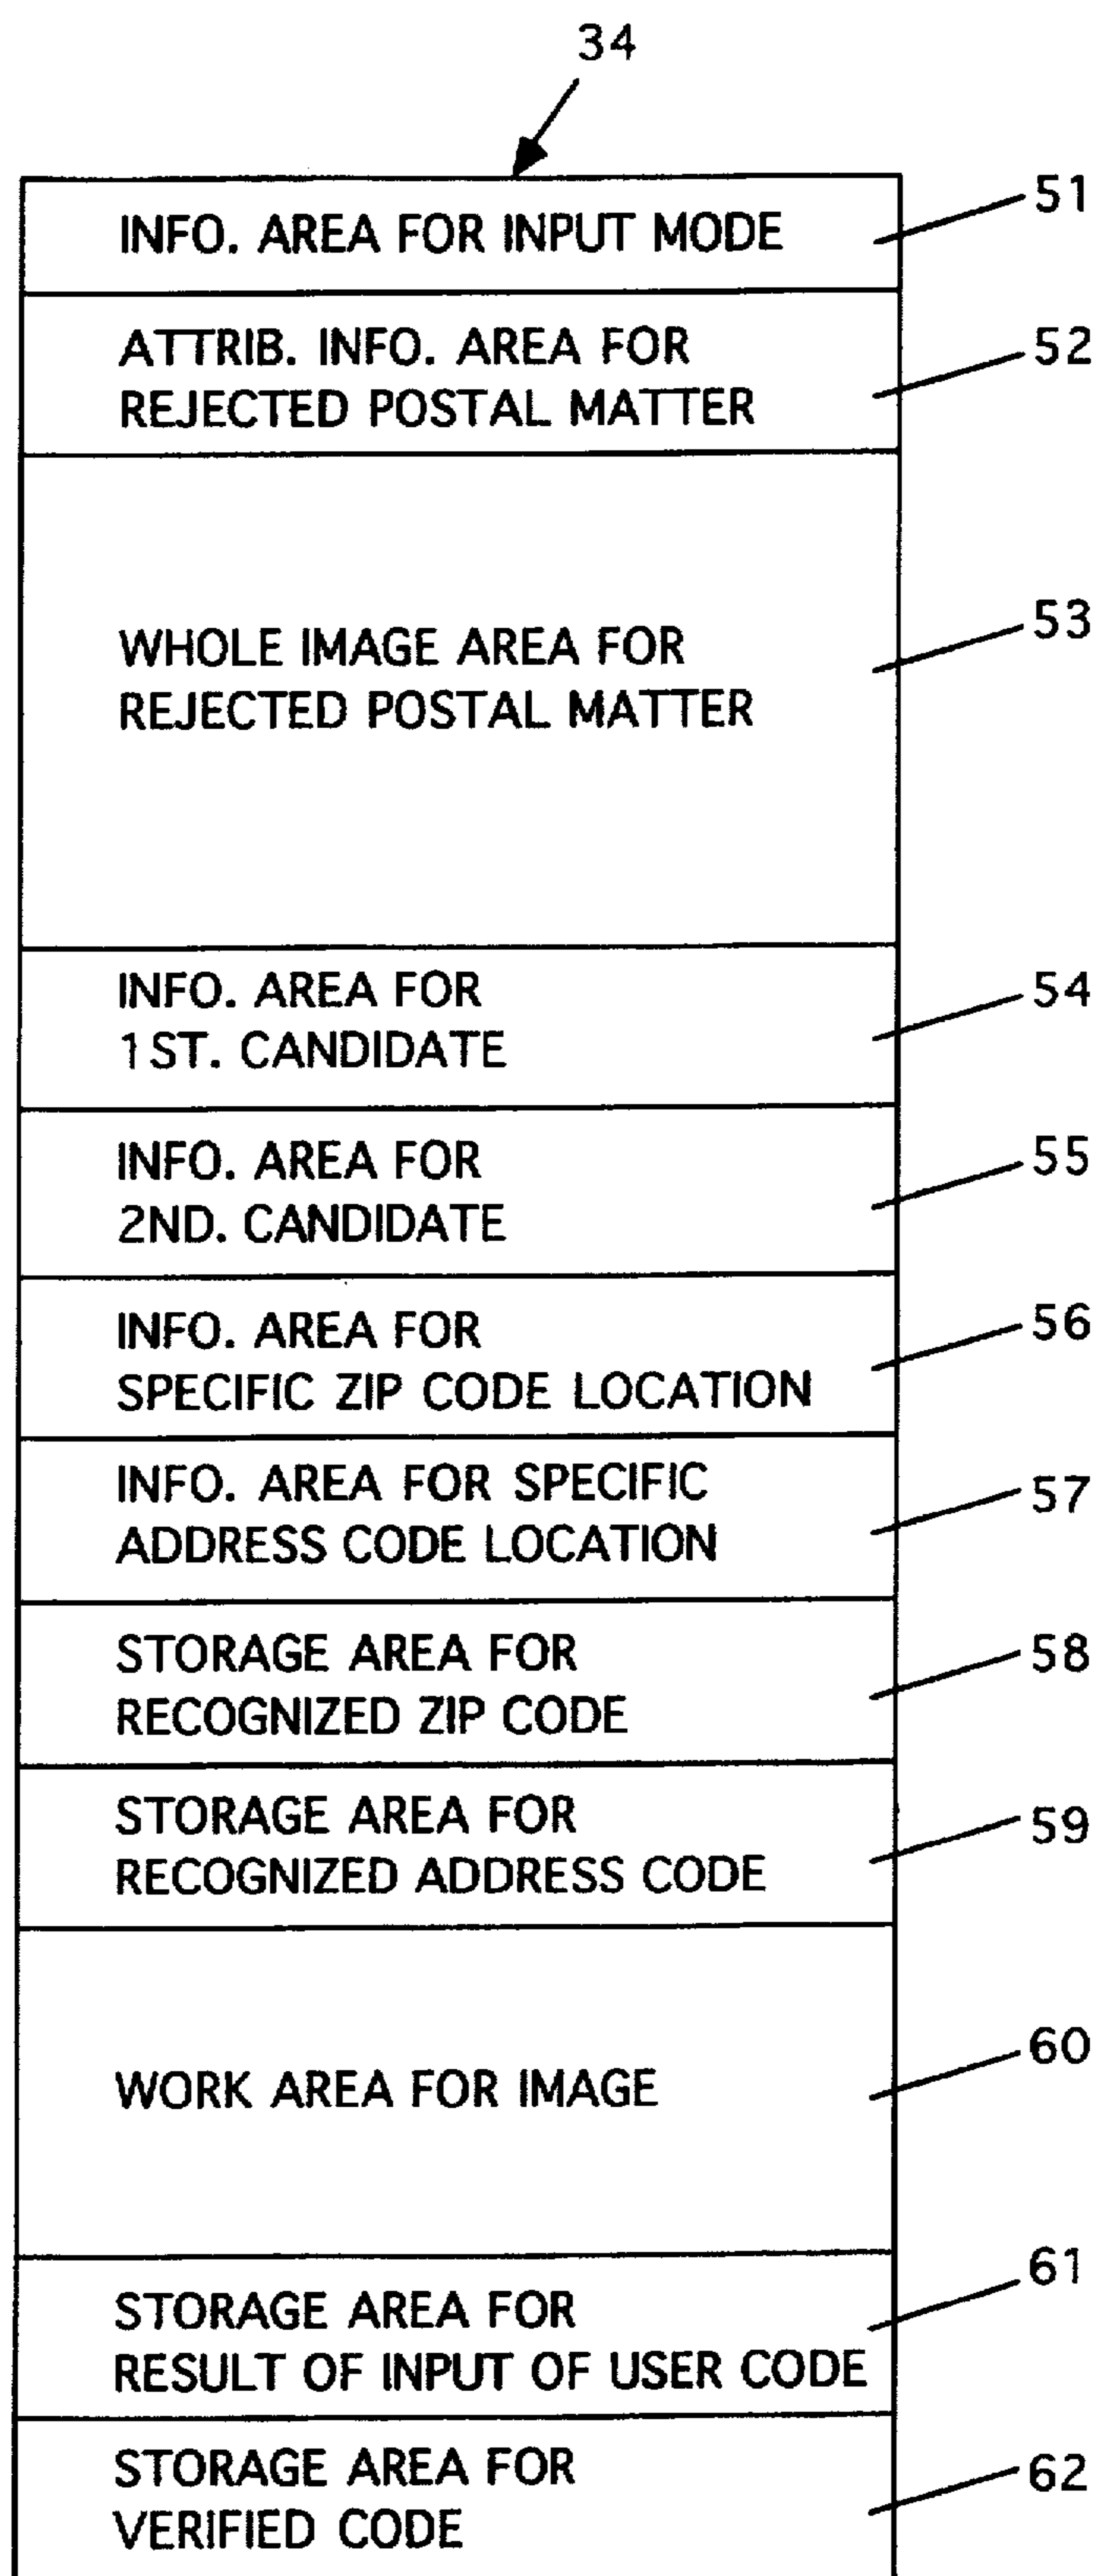 34
INFO. AREA FOR INPUT MODE
51
ATTRIB. INFO. AREA FOR
REJECTED POSTAL MATTER
52
WHOLE IMAGE AREA FOR
REJECTED POSTAL MATTER
53
INFO. AREA FOR
1ST. CANDIDATE
54
INFO. AREA FOR
2ND. CANDIDATE
55
INFO. AREA FOR
SPECIFIC ZIP CODE LOCATION
56
INFO. AREA FOR SPECIFIC
ADDRESS CODE LOCATION
57
STORAGE AREA FOR
RECOGNIZED ZIP CODE
58
STORAGE AREA FOR
RECOGNIZED ADDRESS CODE
59
WORK AREA FOR IMAGE
60
STORAGE AREA FOR
RESULT OF INPUT OF USER CODE
61
STORAGE AREA FOR
VERIFIED CODE
62